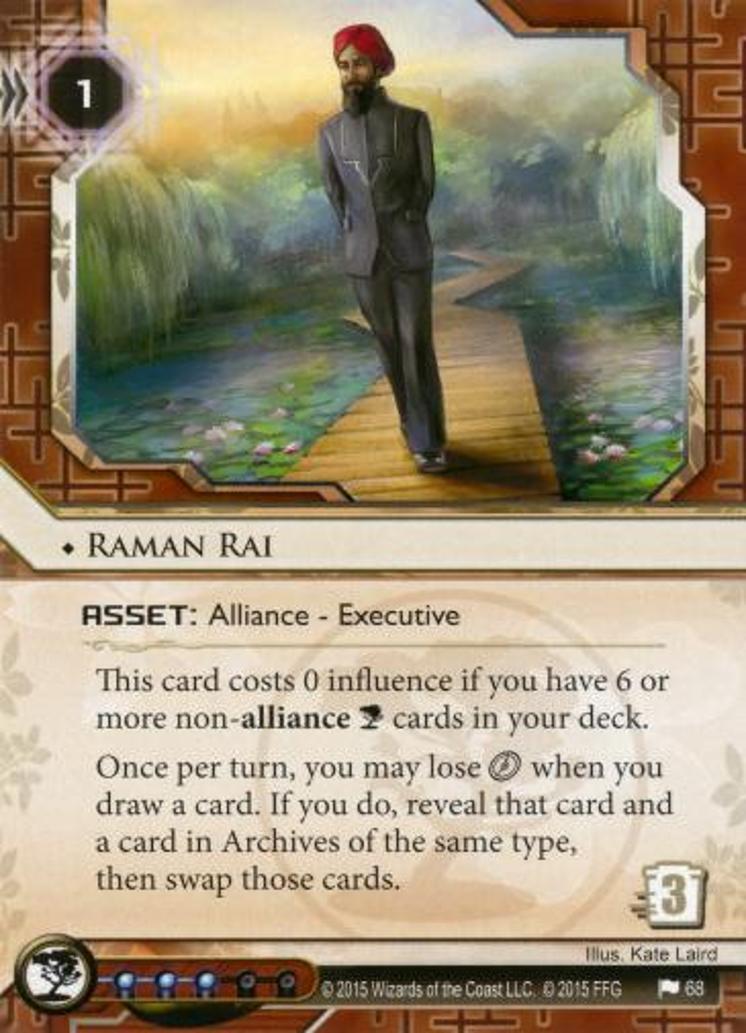 1
♦ RAMAN RAI
ASSET: Alliance - Executive
This card costs 0 influence if you have 6 or
more non-alliance cards in your deck.
Once per turn, you may lose when you
draw a card. If you do, reveal that card and
a card in Archives of the same type,
then swap those cards.
3
Illus. Kate Laird
© 2015 Wizards of the Coast LLC. © 2015 FFG 68